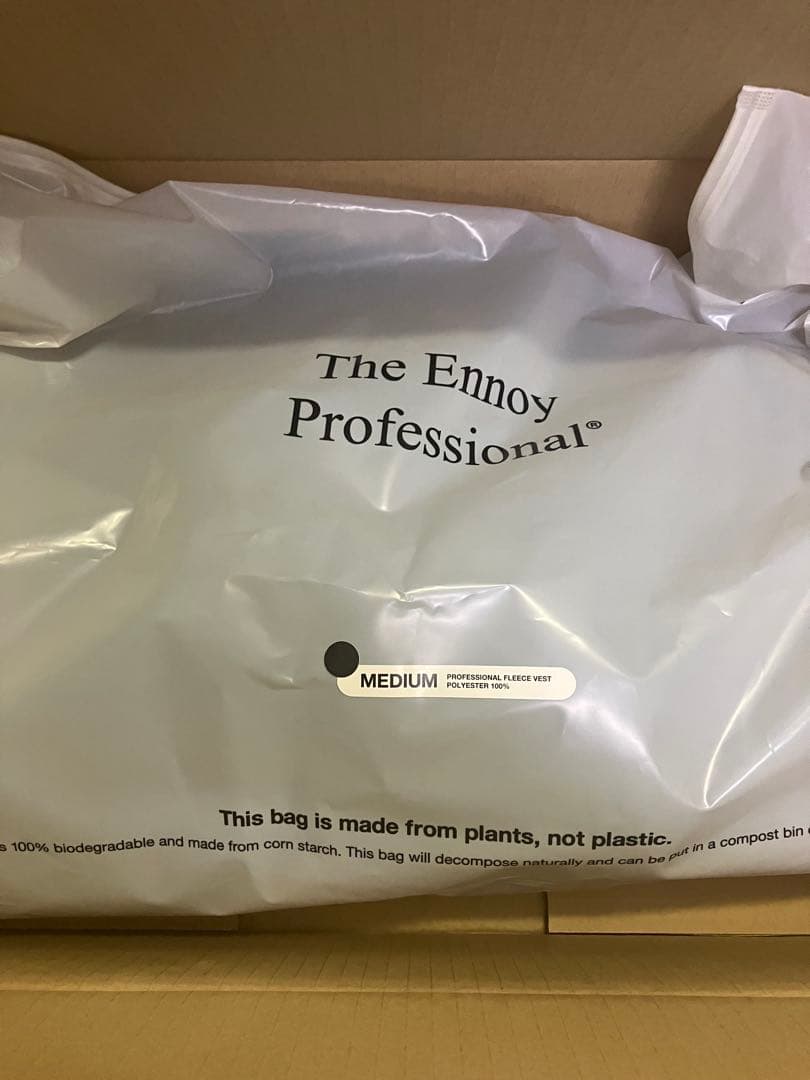 The Ennoy
Professional®
MEDIUM PROFESSIONAL FLEECE VEST
POLYESTER 100%
This bag is made from plants, not plastic.
s 100% biodegradable and made from corn starch. This bag will decompose naturally and can be put in a compost bin